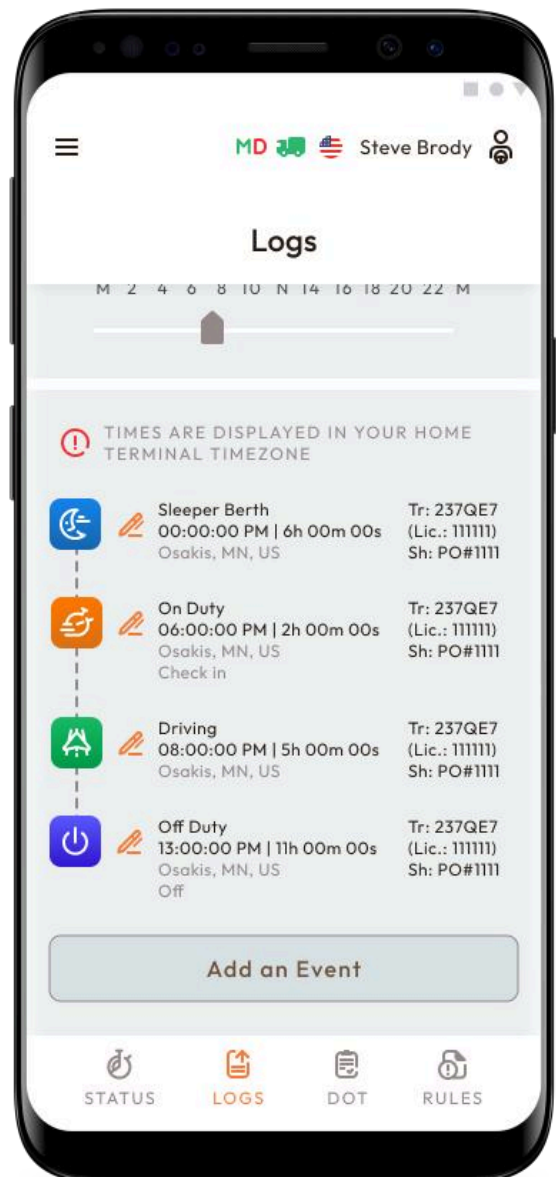 MD Steve Brody
Logs
M 2 4 6 8 10 N 14 16 18 20 22 M
TIMES ARE DISPLAYED IN YOUR HOME
TERMINAL TIMEZONE
Sleeper Berth
00:00:00 PM | 6h 00m 00s
Osakis, MN, US
Tr: 237QE7
(Lic.: 111111)
Sh: PO#1111
On Duty
06:00:00 PM | 2h 00m 00s
Osakis, MN, US
Check in
Tr: 237QE7
(Lic.: 111111)
Sh: PO#1111
Driving
08:00:00 PM | 5h 00m 00s
Osakis, MN, US
Tr: 237QE7
(Lic.: 111111)
Sh: PO#1111
Off Duty
13:00:00 PM | 11h 00m 00s
Osakis, MN, US
Off
Tr: 237QE7
(Lic.: 111111)
Sh: PO#1111
Add an Event
STATUS LOGS DOT RULES